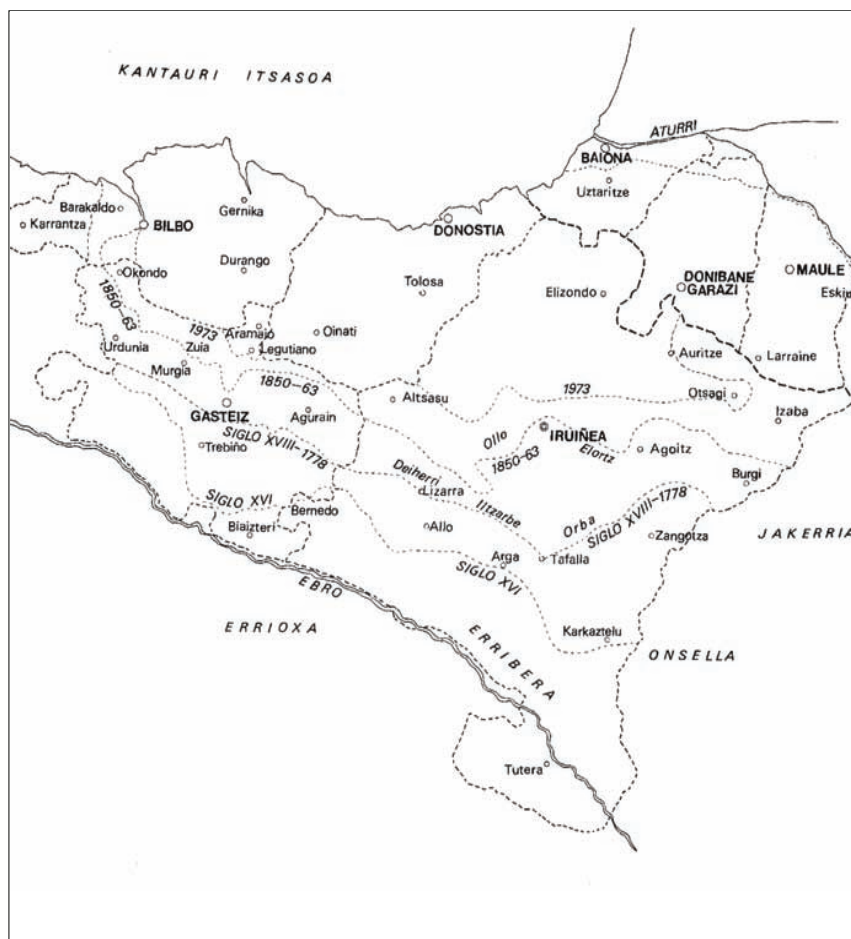 KANTAURI ITSASOA
ATURRI
BAIONA
Uztaritze
Barakaldo
Gernika
Karrantza
BILBO
DONOSTIA
Okondo
Durango
Tolosa
Elizondo
DONIBANE
GARAZI
MAULE
Eski
1850-63
1973
Aramaio
Oinati
Urdunia
Zuia
Legutiano
Auritze
Larraine
Murgia
1850-63
1973
Altsasu
Otsagi
GASTEIZ
Agurain
Izaba
SIGLO XVIII-1778
Ollo
IRUIÑEA
1850-63
Elortz
Agoitz
Trebiño
Deiherri
Lizarra
Burgi
SIGLO XVI
Bernedo
Iltzarbe
Orba
SIGLO XVIII-1778
Biaizteri
Allo
Zangotza
JAKERRIA
Arga
Tafalla
SIGLO XVI
EBRO
ERRIOXA
Karkaztelu
ERRIBERA
ONSELLA
Tutera